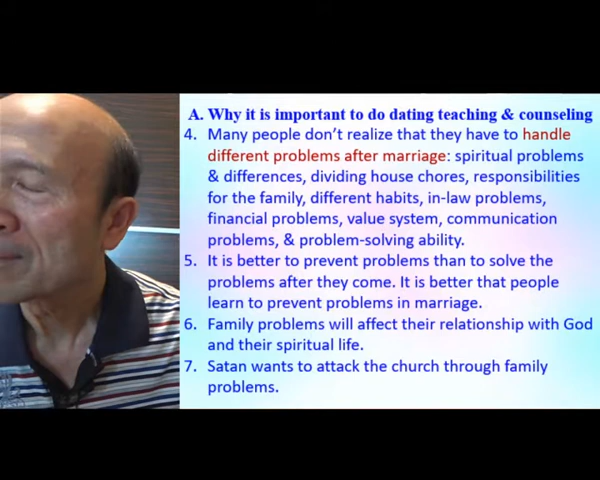 A. Why it is important to do dating teaching & counseling
4. Many people don't realize that they have to handle
different problems after marriage: spiritual problems
& differences, dividing house chores, responsibilities
for the family, different habits, in-law problems,
financial problems, value system, communication
problems, & problem-solving ability.
5. It is better to prevent problems than to solve the
problems after they come. It is better that people
learn to prevent problems in marriage.
6. Family problems will affect their relationship with God
and their spiritual life.
7. Satan wants to attack the church through family
problems.